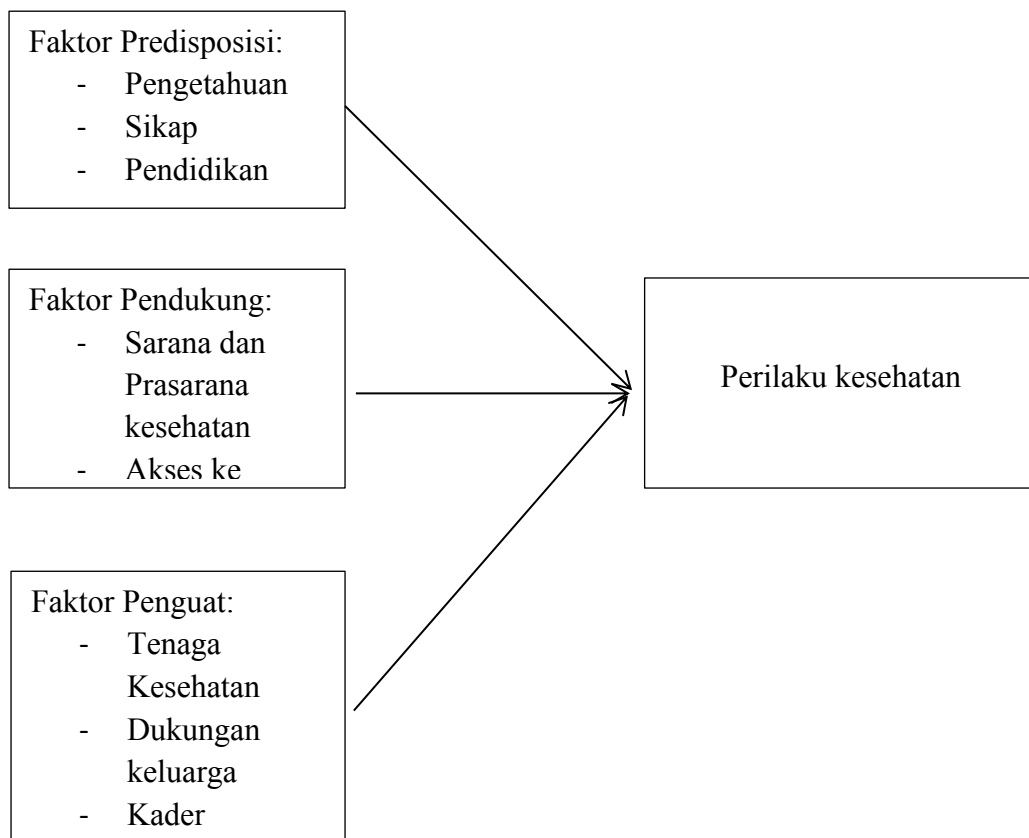 Faktor Predisposisi:
- Pengetahuan
- Sikap
- Pendidikan
Faktor Pendukung:
- Sarana dan
Prasarana
kesehatan
- Akses ke
Perilaku kesehatan
Faktor Penguat:
- Tenaga
Kesehatan
- Dukungan
keluarga
- Kader